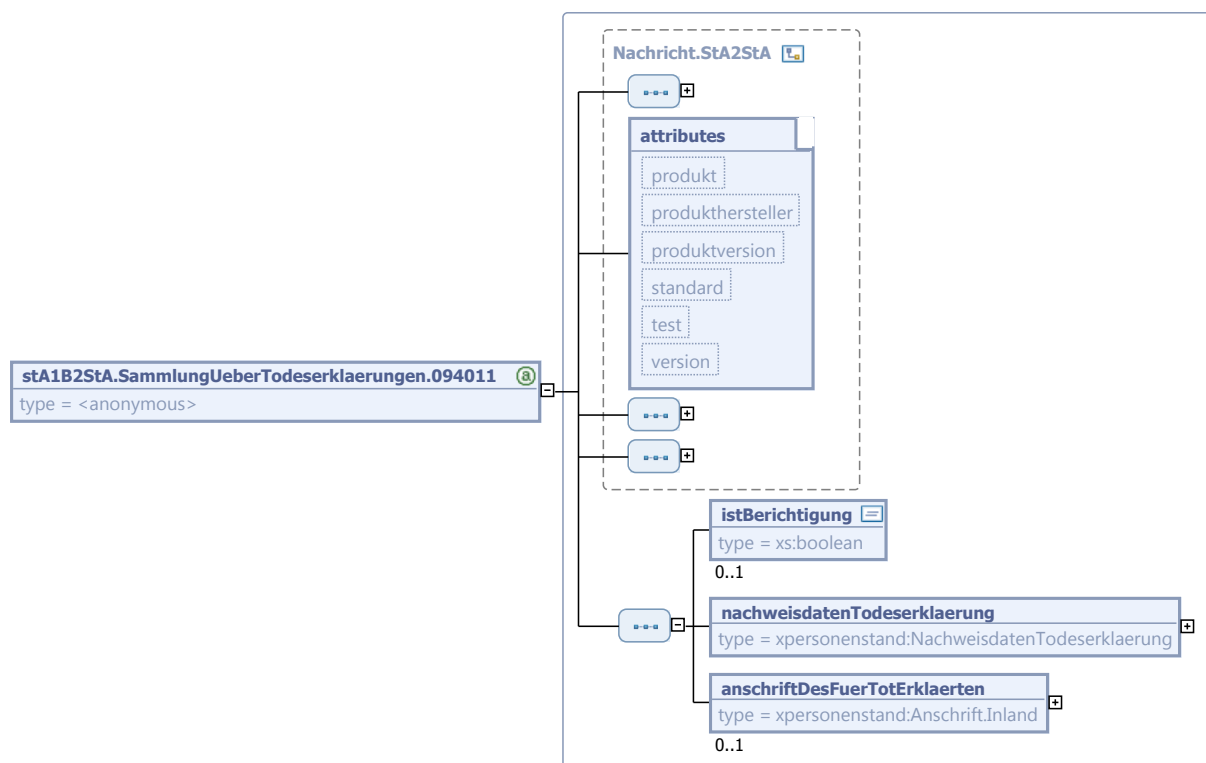 Nachricht.StA2StA
attributes
produkt
produkthersteller
produktversion
standard
test
version
stA1B2StA.SammlungUeberTodeserklaerungen.094011 a
type = <anonymous>
istBerichtigung
type = xs:boolean
0..1
nachweisdatenTodeserklaerung
type = xpersonenstand:NachweisdatenTodeserklaerung
anschriftDesFuerTotErklaerten
type = xpersonenstand:Anschrift.Inland
0..1